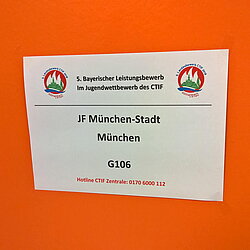 5. Bayerischer Leistungsbewerb
im Jugendwettbewerb des CTIF
JF München-Stadt
München
G106
Hotline CTIF Zentrale: 0170 6000 112